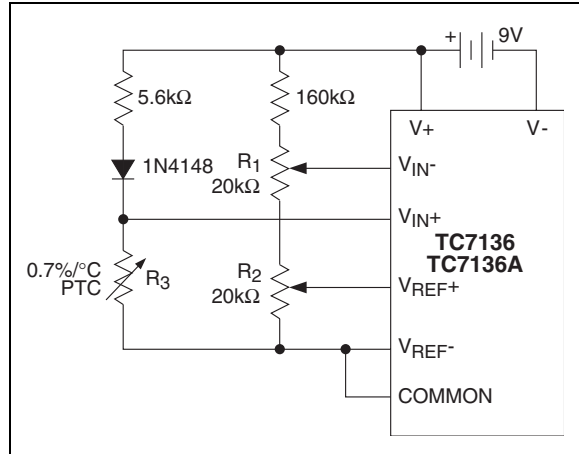 + 9V
5.6kΩ
160kΩ
V+ V-
1N4148
R1
20kΩ
VIN-
VIN+
TC7136
TC7136A
0.7%/°C
PTC
R3
R2
20kΩ
VREF+
VREF-
COMMON